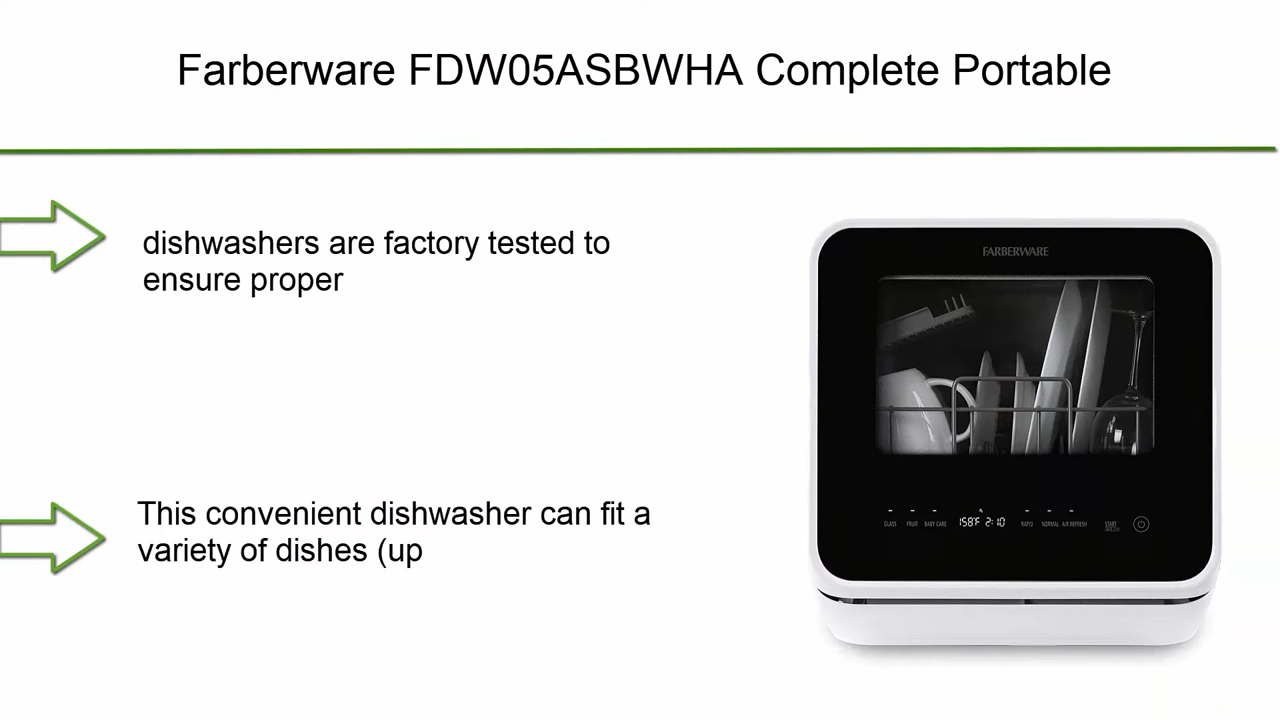 Farberware FDW05ASBWHA Complete Portable
dishwashers are factory tested to
ensure proper
This convenient dishwasher can fit a
variety of dishes (up
FARBERWARE
GLASS FRUIT BABY CARE 158°F 2:10 RAPID NORMAL AIR REFRESH START